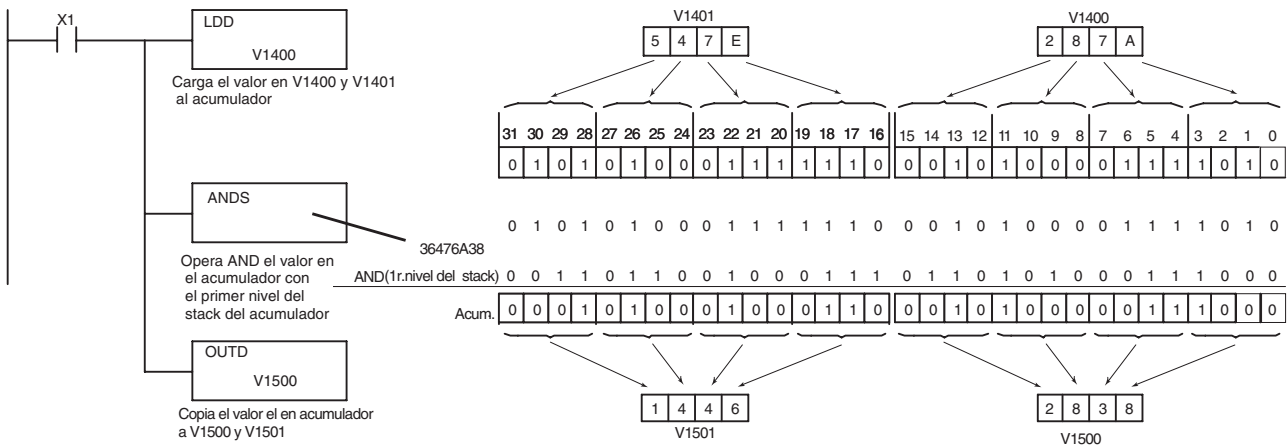 X1
LDD
V1400
Carga el valor en V1400 y V1401
al acumulador
ANDS
36476A38
Opera AND el valor en
el acumulador con
el primer nivel del
stack del acumulador
OUTD
V1500
Copia el valor el en acumulador
a V1500 y V1501
V1401 V1400
5 4 7 E 2 8 7 A
31 30 29 28 27 26 25 24 23 22 21 20 19 18 17 16 15 14 13 12 11 10 9 8 7 6 5 4 3 2 1 0
0 1 0 1 0 1 0 0 0 1 1 1 1 1 1 0 0 0 1 0 1 0 0 0 0 1 1 1 1 0 1 0
0 1 0 1 0 1 0 0 0 1 1 1 1 1 1 0 0 0 1 0 1 0 0 0 0 1 1 1 1 0 1 0
AND(1r.nivel del stack) 0 0 1 1 0 1 1 0 0 1 0 0 0 1 1 1 0 1 1 0 1 0 1 0 0 0 1 1 1 0 0 0
Acum. 0 0 0 1 0 1 0 0 0 1 0 0 0 1 1 0 0 0 1 0 1 0 0 0 0 0 1 1 1 0 0 0
1 4 4 6 2 8 3 8
V1501 V1500